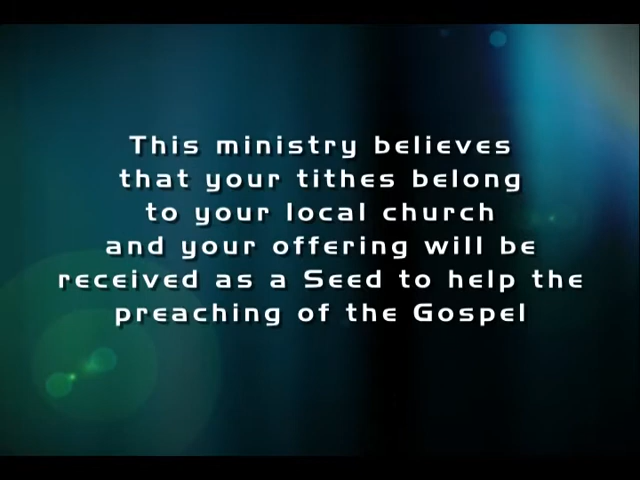 This ministry believes
that your tithes belong
to your local church
and your offering will be
received as a Seed to help the
preaching of the Gospel